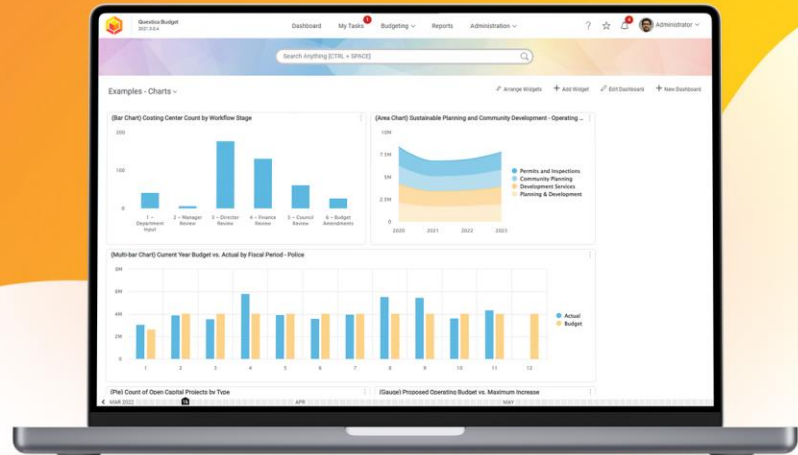 Questica Budget
2021.3.0.4
Dashboard My Tasks 1 Budgeting Reports Administration ? Administrator
Search Anything [CTRL + SPACE]
Examples - Charts
Arrange Widgets + Add Widget Edit Dashboard + New Dashboard
(Bar Chart) Costing Center Count by Workflow Stage
200
100
0
1 – Department Input
2 – Manager Review
3 – Director Review
4 – Finance Review
5 – Council Review
6 – Budget Amendments
(Area Chart) Sustainable Planning and Community Development - Operating ...
10M
7.5M
5M
2.5M
0
2020 2021 2022 2023
Permits and Inspections
Community Planning
Development Services
Planning & Development
(Multi-bar Chart) Current Year Budget vs. Actual by Fiscal Period - Police
6M
4M
2M
0
1 2 3 4 5 6 7 8 9 10 11 12
Actual
Budget
(Pie) Count of Open Capital Projects by Type
(Gauge) Proposed Operating Budget vs. Maximum Increase
MAR 2022 APR MAY